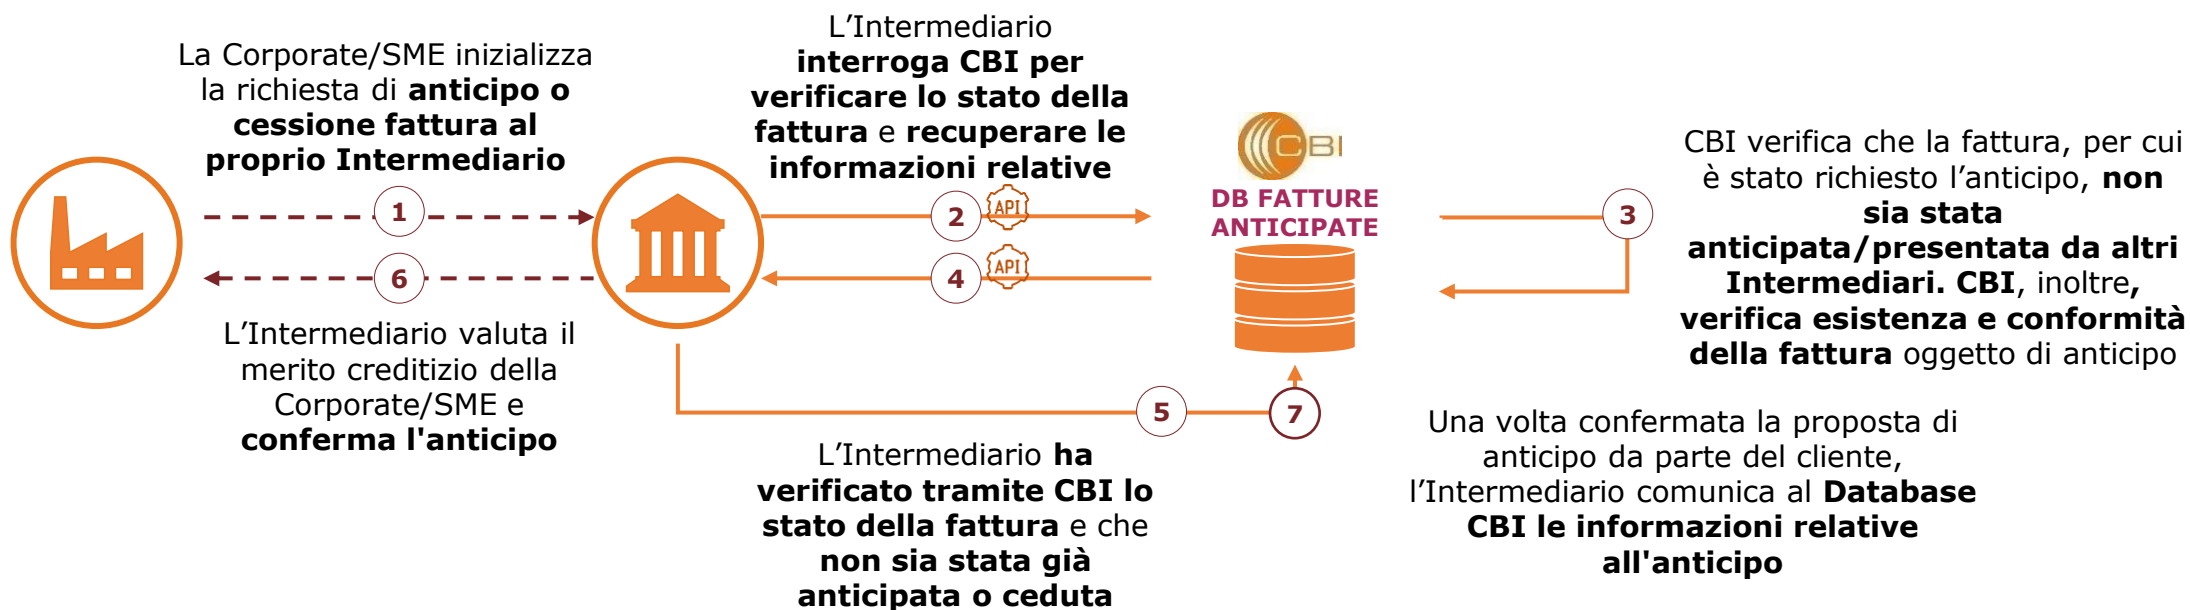 La Corporate/SME inizializza
la richiesta di anticipo o
cessione fattura al
proprio Intermediario
1
6
L’Intermediario valuta il
merito creditizio della
Corporate/SME e
conferma l'anticipo
L’Intermediario
interroga CBI per
verificare lo stato della
fattura e recuperare le
informazioni relative
2
API
4
API
5
7
L’Intermediario ha
verificato tramite CBI lo
stato della fattura e che
non sia stata già
anticipata o ceduta
CBI
DB FATTURE
ANTICIPATE
3
CBI verifica che la fattura, per cui
è stato richiesto l’anticipo, non
sia stata
anticipata/presentata da altri
Intermediari. CBI, inoltre,
verifica esistenza e conformità
della fattura oggetto di anticipo
Una volta confermata la proposta di
anticipo da parte del cliente,
l’Intermediario comunica al Database
CBI le informazioni relative
all'anticipo